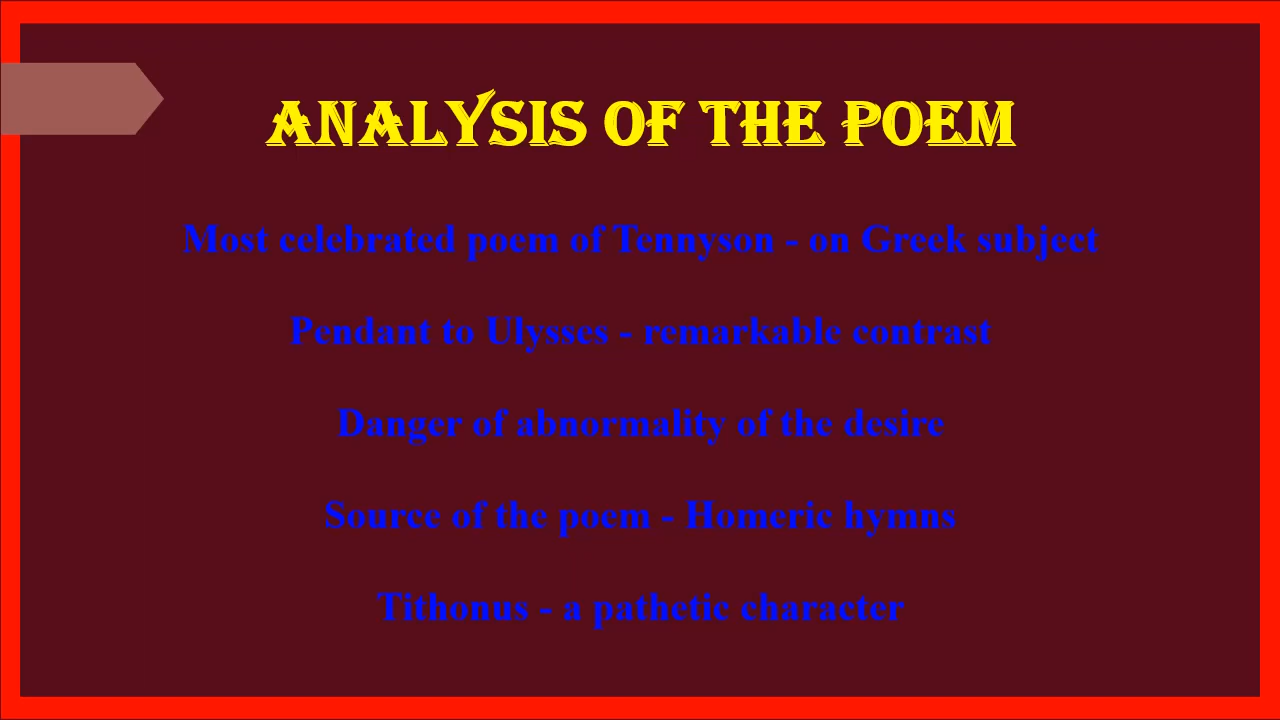 ANALYSIS OF THE POEM
Most celebrated poem of Tennyson - on Greek subject
Pendant to Ulysses - remarkable contrast
Danger of abnormality of the desire
Source of the poem - Homeric hymns
Tithonus - a pathetic character